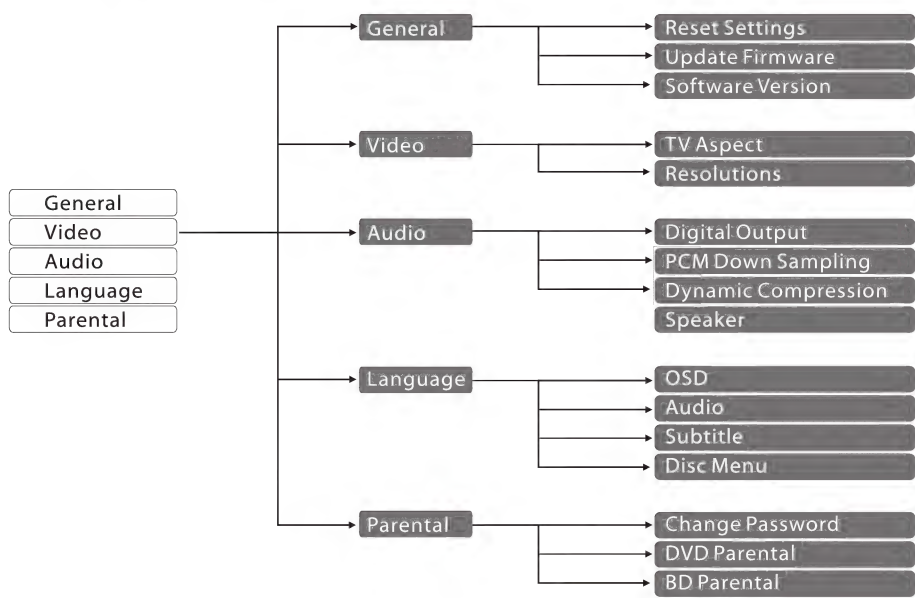 General
Video
Audio
Language
Parental
General
Reset Settings
Update Firmware
Software Version
Video
TV Aspect
Resolutions
Audio
Digital Output
PCM Down Sampling
Dynamic Compression
Speaker
Language
OSD
Audio
Subtitle
Disc Menu
Parental
Change Password
DVD Parental
BD Parental